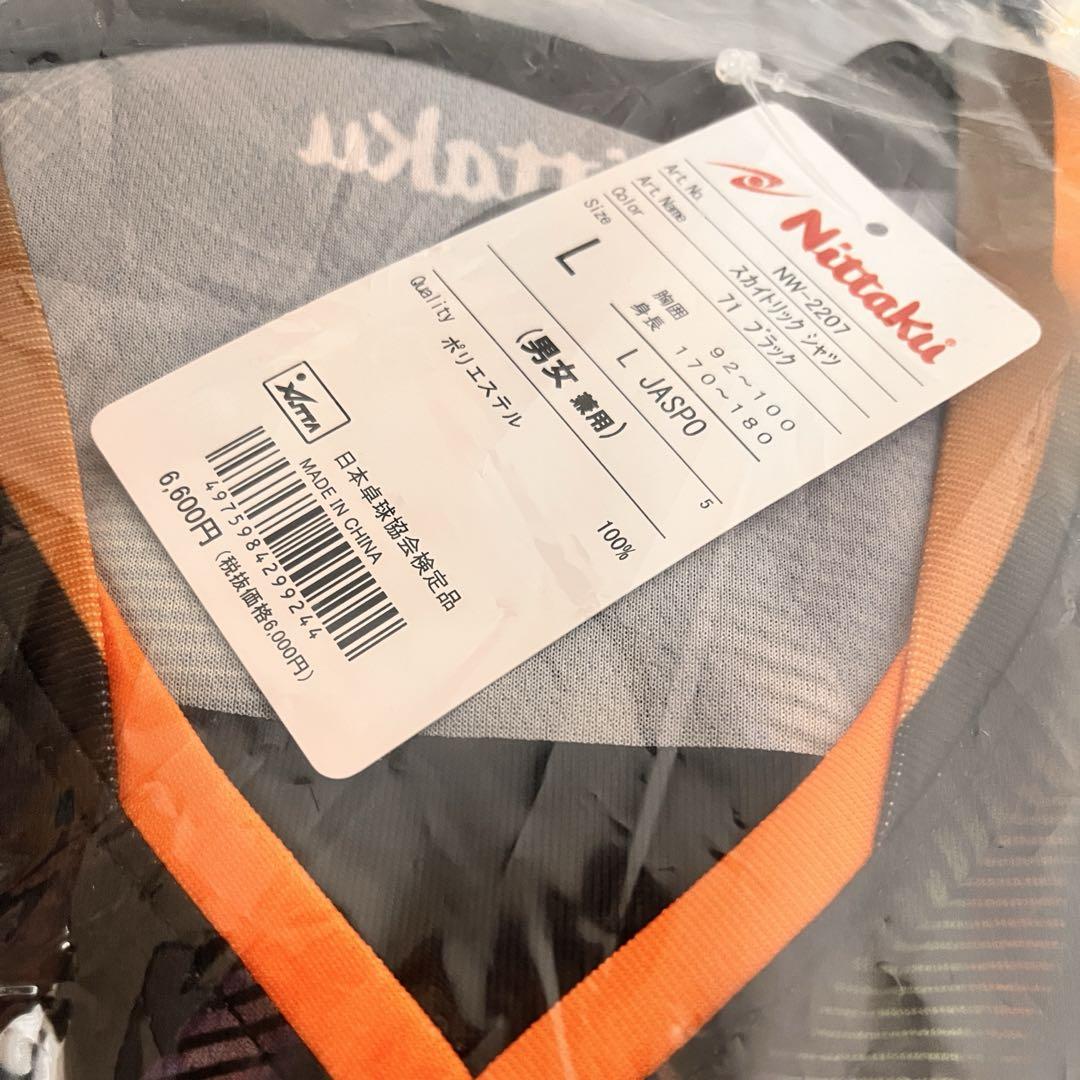 Nittaku
Nittaku
Art. No. NW-2207
Art. Name スカイトリック シャツ
Color 71 ブラック
Size L 胸囲 92~100
身長 170~180
L JASPO
(男女 兼用) 5
Quality ポリエステル 100%
JTTA
日本卓球協会検定品
MADE IN CHINA
4975984299244
6,600円 (税抜価格6,000円)